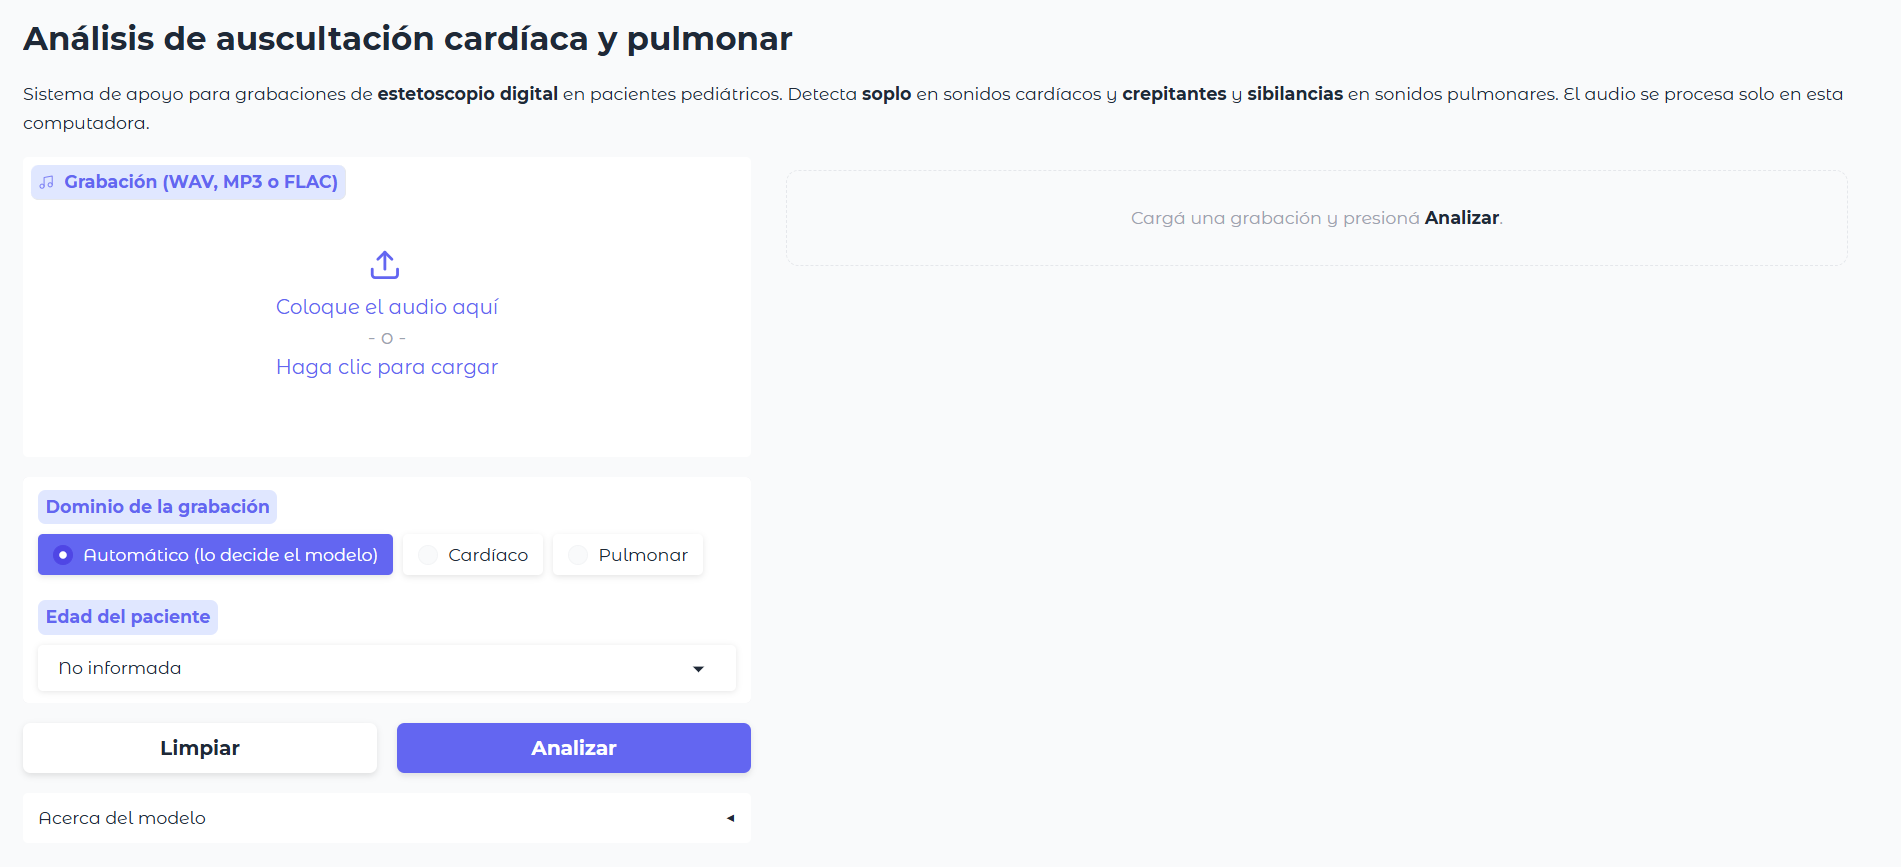 Análisis de auscultación cardíaca y pulmonar
Sistema de apoyo para grabaciones de estetoscopio digital en pacientes pediátricos. Detecta soplo en sonidos cardíacos y crepitantes y sibilancias en sonidos pulmonares. El audio se procesa solo en esta
computadora.
Grabación (WAV, MP3 o FLAC)
Coloque el audio aquí
- o -
Haga clic para cargar
Cargá una grabación y presioná Analizar.
Dominio de la grabación
Automático (lo decide el modelo) Cardíaco Pulmonar
Edad del paciente
No informada
Limpiar Analizar
Acerca del modelo